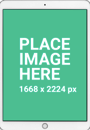 PLACE
IMAGE
HERE
1668 x 2224 px